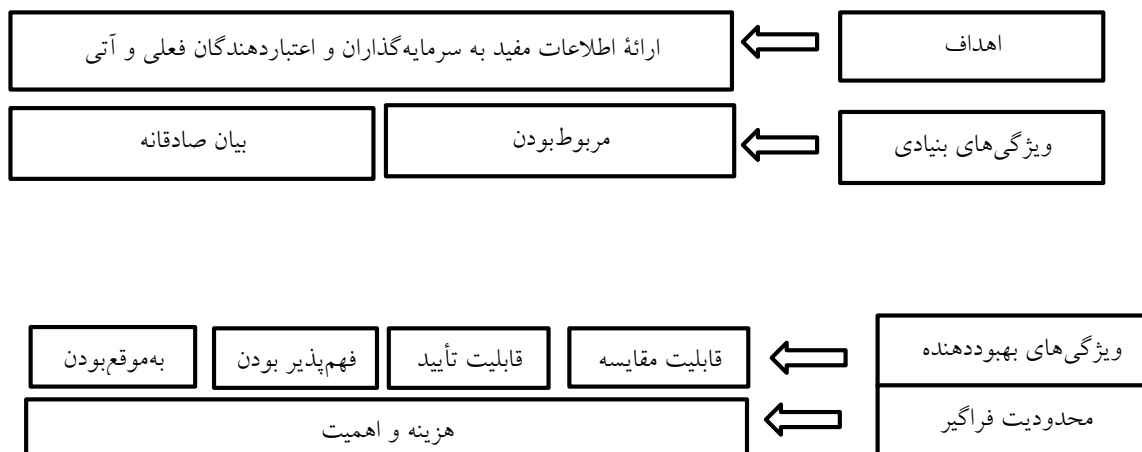 اهداف
ارائهٔ اطلاعات مفید به سرمایه‌گذاران و اعتباردهندگان فعلی و آتی
ویژگی‌های بنیادی
مربوط‌بودن
بیان صادقانه
ویژگی‌های بهبوددهنده
قابلیت مقایسه
قابلیت تأیید
فهم‌پذیر بودن
به‌موقع‌بودن
محدودیت فراگیر
هزینه و اهمیت